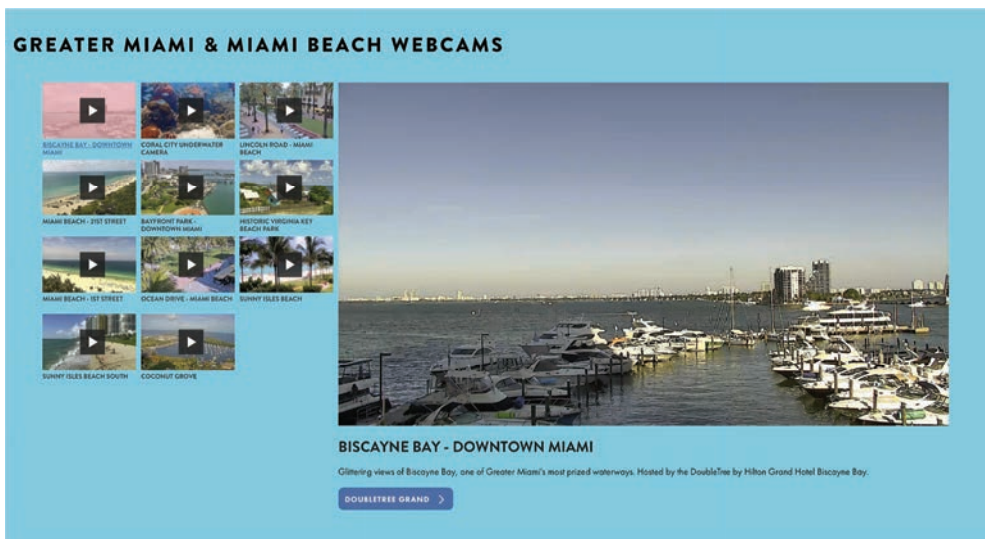 GREATER MIAMI & MIAMI BEACH WEBCAMS
BISCAYNE BAY - DOWNTOWN
MIAMI
CORAL CITY UNDERWATER
CAMERA
LINCOLN ROAD - MIAMI
BEACH
MIAMI BEACH - 21ST STREET
BAYFRONT PARK -
DOWNTOWN MIAMI
HISTORIC VIRGINIA KEY
BEACH PARK
MIAMI BEACH - 1ST STREET
OCEAN DRIVE - MIAMI BEACH
SUNNY ISLES BEACH
SUNNY ISLES BEACH SOUTH
COCONUT GROVE
BISCAYNE BAY - DOWNTOWN MIAMI
Glittering views of Biscayne Bay, one of Greater Miami's most prized waterways. Hosted by the DoubleTree by Hilton Grand Hotel Biscayne Bay.
DOUBLETREE GRAND